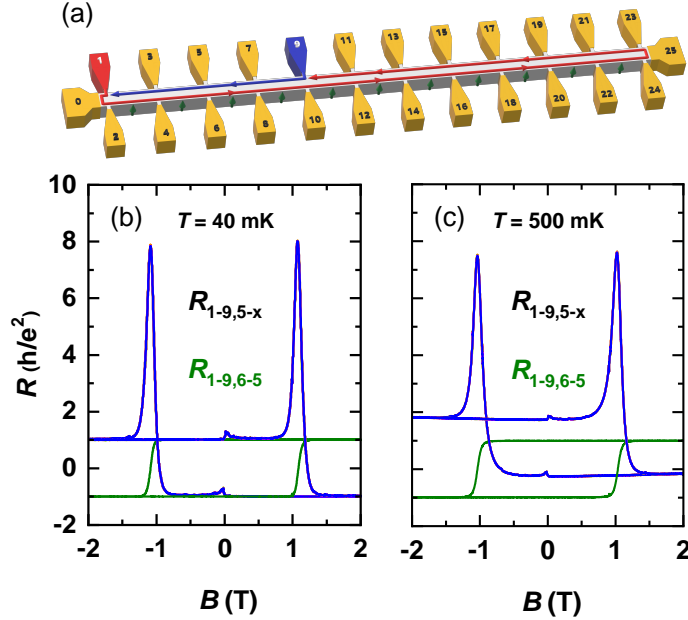 (a)
1 3 5 7 9 11 13 15 17 19 21 23
0 25
2 4 6 8 10 12 14 16 18 20 22 24
(b) T = 40 mK
(c) T = 500 mK
R1-9,5-x
R1-9,6-5
R1-9,5-x
R1-9,6-5
R (h/e²)
10
8
6
4
2
0
-2
-2 -1 0 1 2
-2 -1 0 1 2
B (T)
B (T)